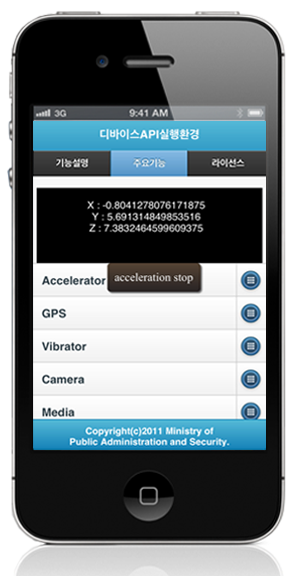 3G 9:41 AM
디바이스API실행환경
기능설명 주요기능 라이선스
X : -0.8041278076171875
Y : 5.691314849853516
Z : 7.3832464599609375
Accelerator acceleration stop
GPS
Vibrator
Camera
Media
Copyright(c)2011 Ministry of
Public Administration and Security.